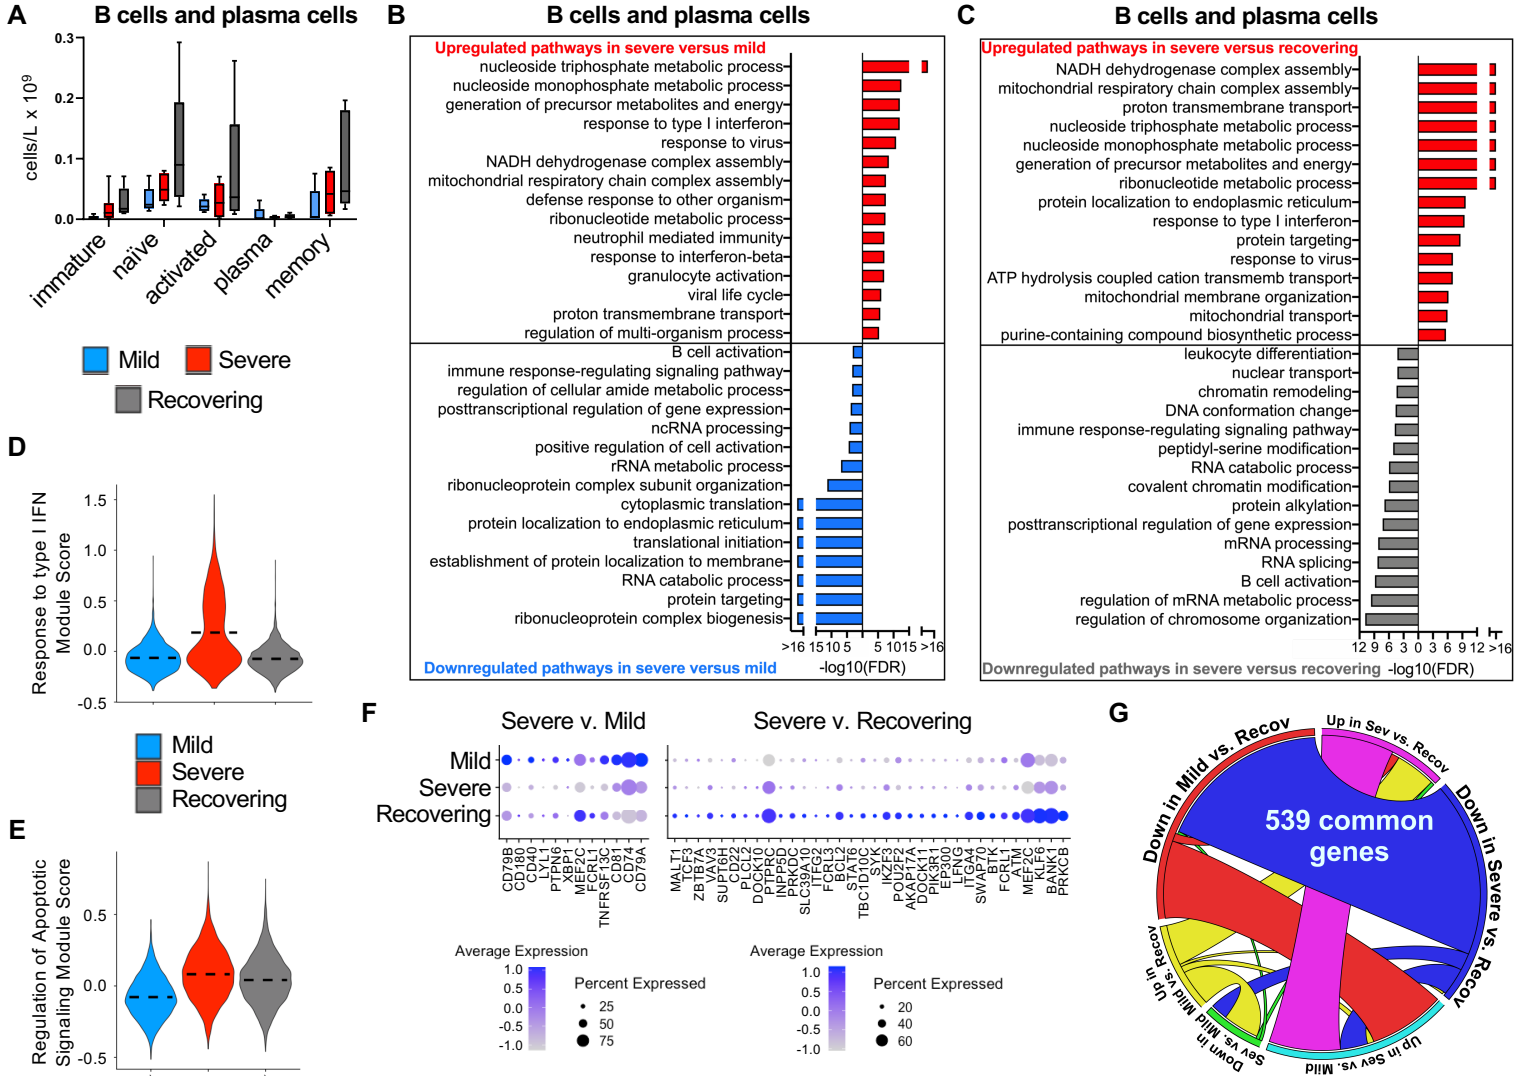 A
B cells and plasma cells
cells/L x 10⁹
0.3
0.2
0.1
0.0
immature
naïve
activated
plasma
memory
Mild
Severe
Recovering
B
B cells and plasma cells
Upregulated pathways in severe versus mild
nucleoside triphosphate metabolic process
nucleoside monophosphate metabolic process
generation of precursor metabolites and energy
response to type I interferon
response to virus
NADH dehydrogenase complex assembly
mitochondrial respiratory chain complex assembly
defense response to other organism
ribonucleotide metabolic process
neutrophil mediated immunity
response to interferon-beta
granulocyte activation
viral life cycle
proton transmembrane transport
regulation of multi-organism process
B cell activation
immune response-regulating signaling pathway
regulation of cellular amide metabolic process
posttranscriptional regulation of gene expression
ncRNA processing
positive regulation of cell activation
rRNA metabolic process
ribonucleoprotein complex subunit organization
cytoplasmic translation
protein localization to endoplasmic reticulum
translational initiation
establishment of protein localization to membrane
RNA catabolic process
protein targeting
ribonucleoprotein complex biogenesis
>16 15 10 5 5 10 15 >16
Downregulated pathways in severe versus mild
-log10(FDR)
C
B cells and plasma cells
Upregulated pathways in severe versus recovering
NADH dehydrogenase complex assembly
mitochondrial respiratory chain complex assembly
proton transmembrane transport
nucleoside triphosphate metabolic process
nucleoside monophosphate metabolic process
generation of precursor metabolites and energy
ribonucleotide metabolic process
protein localization to endoplasmic reticulum
response to type I interferon
protein targeting
response to virus
ATP hydrolysis coupled cation transmemb transport
mitochondrial membrane organization
mitochondrial transport
purine-containing compound biosynthetic process
leukocyte differentiation
nuclear transport
chromatin remodeling
DNA conformation change
immune response-regulating signaling pathway
peptidyl-serine modification
RNA catabolic process
covalent chromatin modification
protein alkylation
posttranscriptional regulation of gene expression
mRNA processing
RNA splicing
B cell activation
regulation of mRNA metabolic process
regulation of chromosome organization
12 9 6 3 0 3 6 9 12 >16
Downregulated pathways in severe versus recovering
-log10(FDR)
D
Response to type I IFN
Module Score
1.5
1.0
0.5
0.0
-0.5
Mild
Severe
Recovering
E
Regulation of Apoptotic
Signaling Module Score
0.5
0.0
-0.5
F
Severe v. Mild
Severe v. Recovering
Mild
Severe
Recovering
CD79B
CD180
CD40
LYL1
PTPN6
XBP1
MEF2C
FCRL1
TNFRSF13C
CD81
CD74
CD79A
MALT1
TCF3
ZBTB7A
VAV3
SUPT6H
CD22
PLCL2
DOCK10
PTPRC
INPP5D
PRKDC
SLC39A10
ITFG2
FCRL3
BCL2
STAT6
TBC1D10C
SYK
IKZF3
POU2F2
AKAP17A
DOCK11
PIK3R1
EP300
LFNG
ITGA4
SWAP70
BTK
FCRL1
ATM
MEF2C
KLF6
BANK1
PRKCB
Average Expression
1.0
0.5
0.0
-0.5
-1.0
Percent Expressed
25
50
75
Average Expression
1.0
0.5
0.0
-0.5
-1.0
Percent Expressed
20
40
60
G
Up in Sev vs. Recov
Down in Severe vs. Recov
Up in Sev vs. Mild
Down in
Sev vs. Mild
Up in
Mild vs. Recov
Down in Mild vs. Recov
539 common
genes